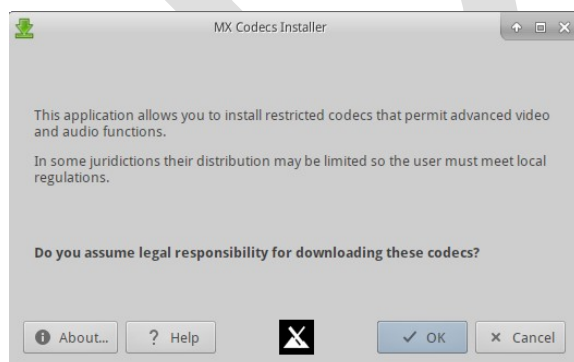 MX Codecs Installer
This application allows you to install restricted codecs that permit advanced video
and audio functions.
In some juridictions their distribution may be limited so the user must meet local
regulations.
Do you assume legal responsibility for downloading these codecs?
About... ? Help OK Cancel